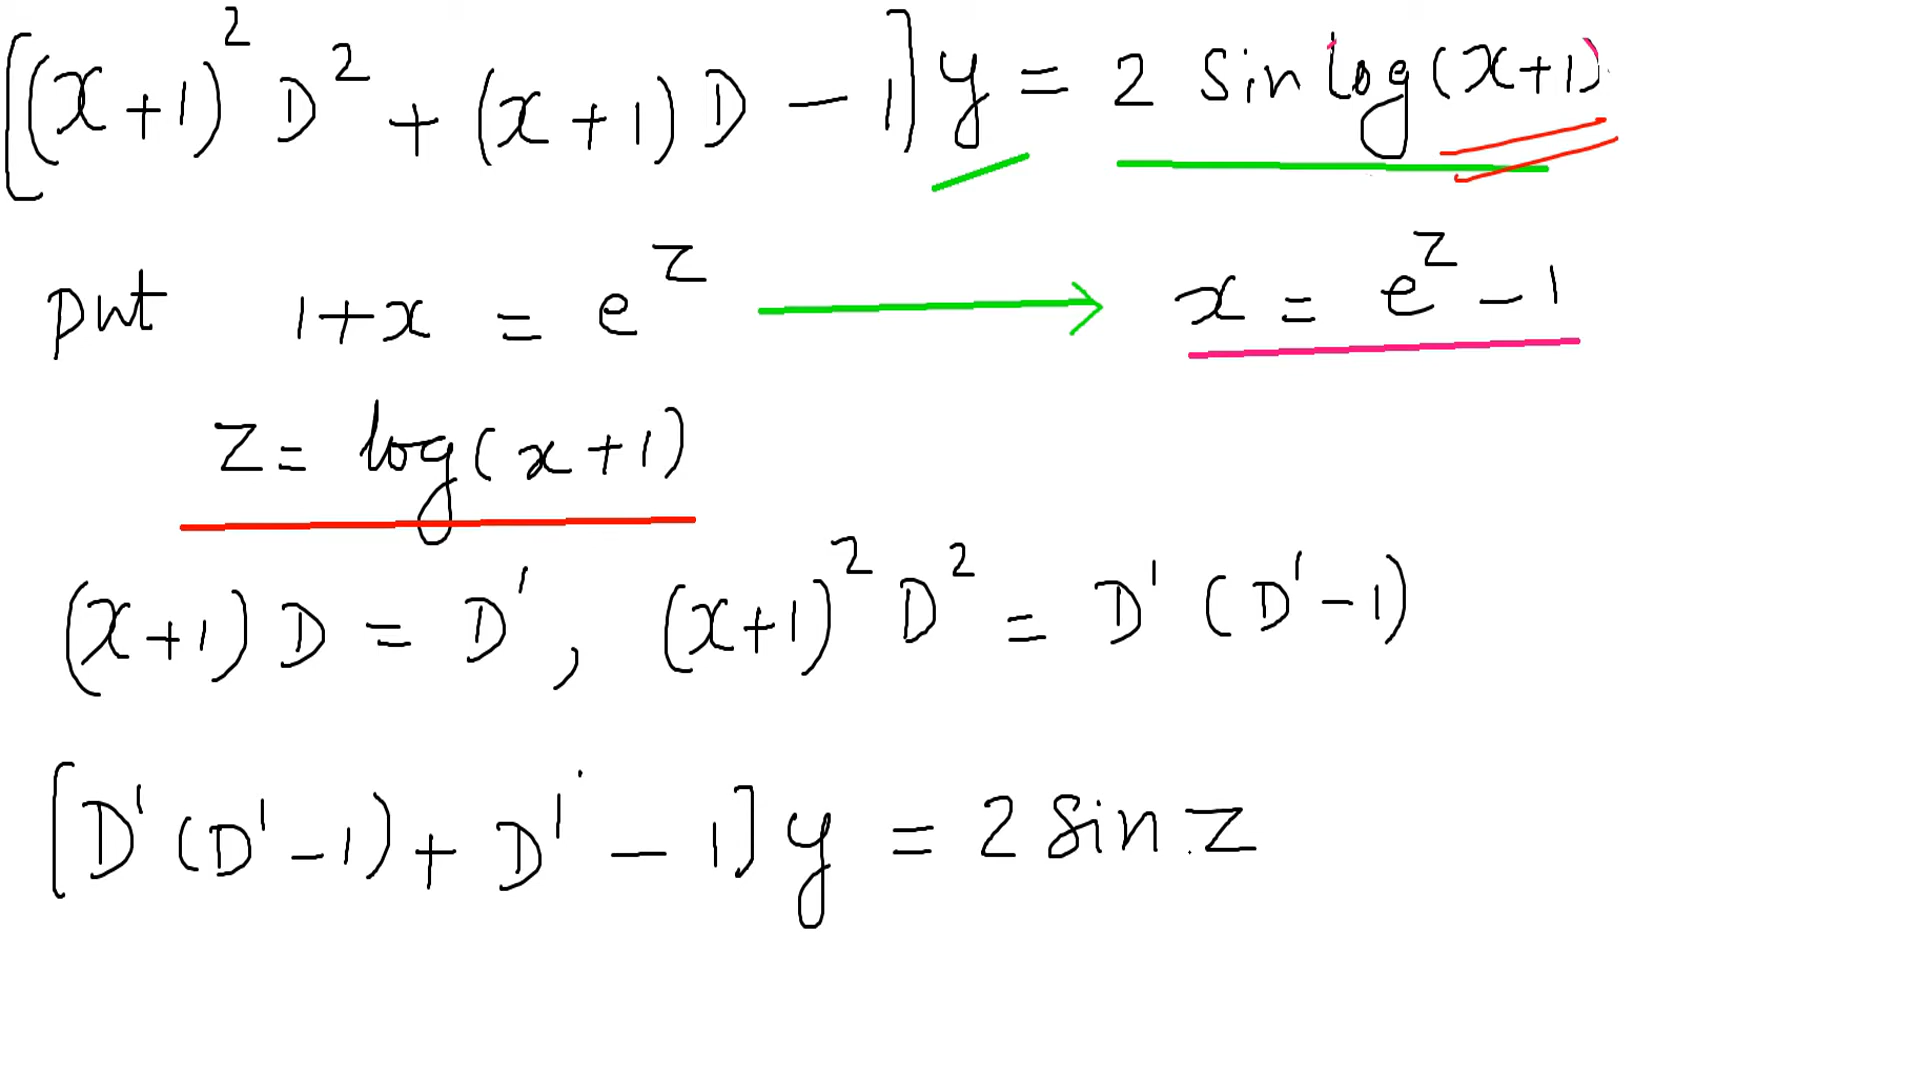 [(x+1)² D² + (x+1) D - 1] y = 2 sin log(x+1)
put 1+x = e^z → x = e^z - 1
z = log(x+1)
(x+1) D = D', (x+1)² D² = D' (D'-1)
[D' (D'-1) + D' - 1] y = 2 sin z